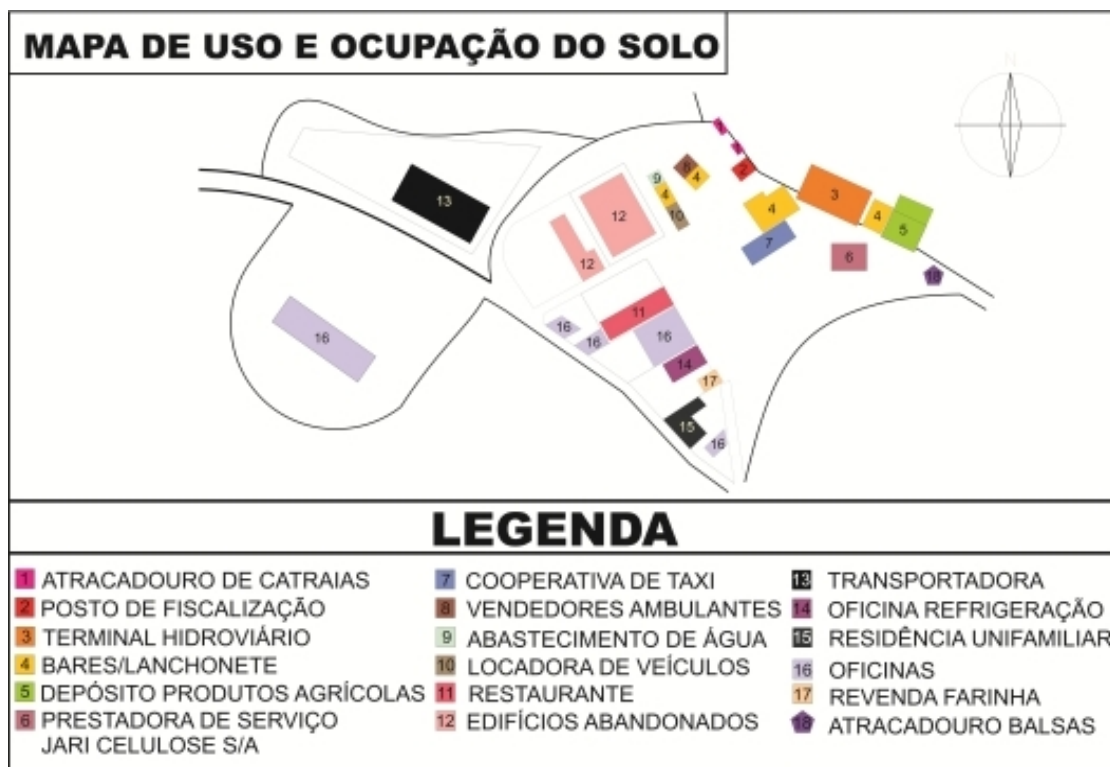 MAPA DE USO E OCUPAÇÃO DO SOLO
N
1
1
2
3
4
5
18
6
4
7
8
4
9
4
10
12
12
13
16
11
16
16
16
14
17
15
16
LEGENDA
1 ATRACADOURO DE CATRAIAS
2 POSTO DE FISCALIZAÇÃO
3 TERMINAL HIDROVIÁRIO
4 BARES/LANCHONETE
5 DEPÓSITO PRODUTOS AGRÍCOLAS
6 PRESTADORA DE SERVIÇO
JARI CELULOSE S/A
7 COOPERATIVA DE TAXI
8 VENDEDORES AMBULANTES
9 ABASTECIMENTO DE ÁGUA
10 LOCADORA DE VEÍCULOS
11 RESTAURANTE
12 EDIFÍCIOS ABANDONADOS
13 TRANSPORTADORA
14 OFICINA REFRIGERAÇÃO
15 RESIDÊNCIA UNIFAMILIAR
16 OFICINAS
17 REVENDA FARINHA
18 ATRACADOURO BALSAS